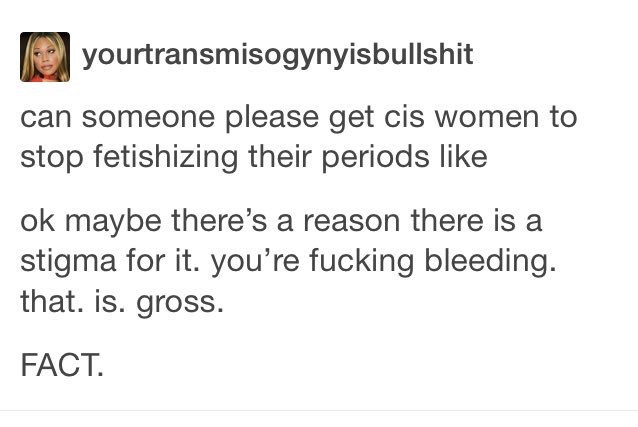 yourtransmisogynyisbullshit
can someone please get cis women to
stop fetishizing their periods like
ok maybe there’s a reason there is a
stigma for it. you’re fucking bleeding.
that. is. gross.
FACT.